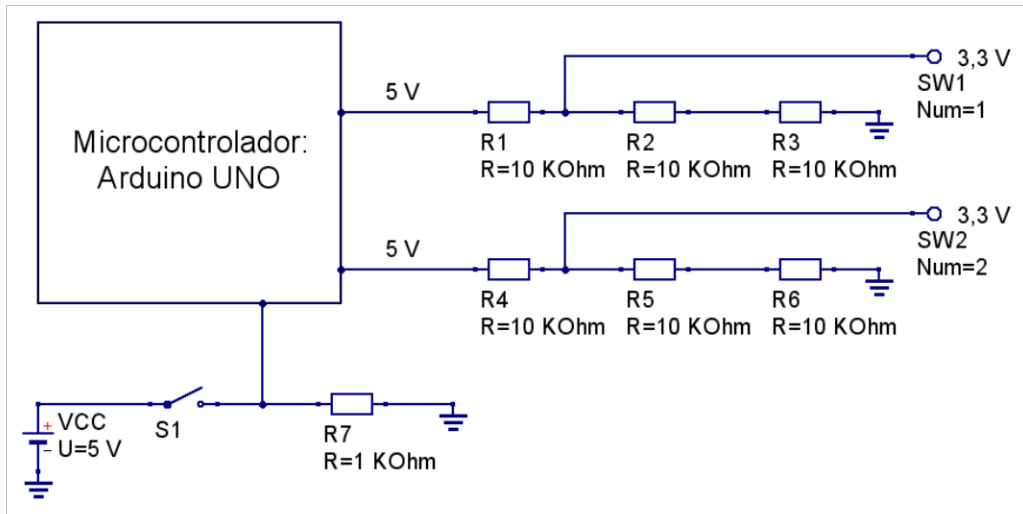 Microcontrolador:
Arduino UNO
5 V
R1
R=10 KOhm
R2
R=10 KOhm
R3
R=10 KOhm
3,3 V
SW1
Num=1
5 V
R4
R=10 KOhm
R5
R=10 KOhm
R6
R=10 KOhm
3,3 V
SW2
Num=2
+
VCC
−
U=5 V
S1
R7
R=1 KOhm